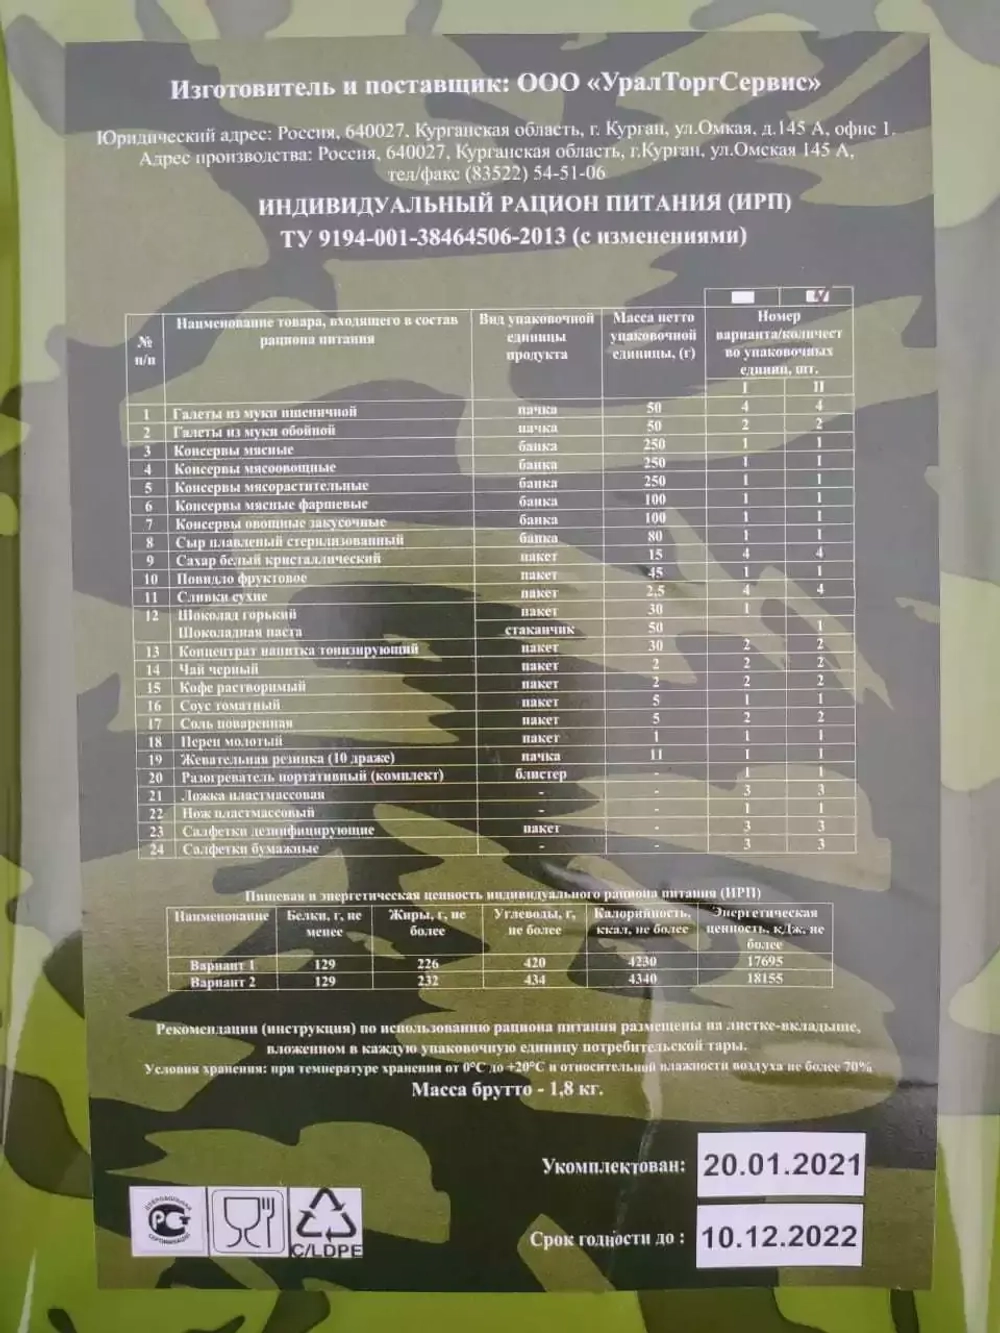 Изготовитель и поставщик: ООО «УралТоргСервис»
Юридический адрес: Россия, 640027, Курганская область, г. Курган, ул.Омкая, д.145 А, офис 1.
Адрес производства: Россия, 640027, Курганская область, г.Курган, ул.Омская 145 А,
тел/факс (83522) 54-51-06
ИНДИВИДУАЛЬНЫЙ РАЦИОН ПИТАНИЯ (ИРП)
ТУ 9194-001-38464506-2013 (с изменениями)
№ п/п Наименование товара, входящего в состав рациона питания Вид упаковочной единицы продукта Масса нетто упаковочной единицы, (г) Номер варианта/количест во упаковочных единиц, шт.
I II
1 Галеты из муки пшеничной пачка 50 4 4
2 Галеты из муки обойной пачка 50 2 2
3 Консервы мясные банка 250 1 1
4 Консервы мясоовощные банка 250 1 1
5 Консервы мясорастительные банка 250 1 1
6 Консервы мясные фаршевые банка 100 1 1
7 Консервы овощные закусочные банка 100 1 1
8 Сыр плавленый стерилизованный банка 80 1 1
9 Сахар белый кристаллический пакет 15 4 4
10 Повидло фруктовое пакет 45 1 1
11 Сливки сухие пакет 2,5 4 4
12 Шоколад горький пакет 30 1
Шоколадная паста стаканчик 50 1
13 Концентрат напитка тонизирующий пакет 30 2 2
14 Чай черный пакет 2 2 2
15 Кофе растворимый пакет 2 2 2
16 Соус томатный пакет 5 1 1
17 Соль поваренная пакет 5 2 2
18 Перец молотый пакет 1 1 1
19 Жевательная резинка (10 драже) пачка 11 1 1
20 Разогреватель портативный (комплект) блистер - 1 1
21 Ложка пластмассовая - - 3 3
22 Нож пластмассовый - - 1 1
23 Салфетки дезинфицирующие пакет - 3 3
24 Салфетки бумажные - - 3 3
Пищевая и энергетическая ценность индивидуального рациона питания (ИРП)
Наименование Белки, г, не менее Жиры, г, не более Углеводы, г, не более Калорийность, ккал, не более Энергетическая ценность, кДж, не более
Вариант 1 129 226 420 4230 17695
Вариант 2 129 232 434 4340 18155
Рекомендации (инструкция) по использованию рациона питания размещены на листке-вкладыше,
вложенном в каждую упаковочную единицу потребительской тары.
Условия хранения: при температуре хранения от 0°С до +20°С и относительной влажности воздуха не более 70%
Масса брутто - 1,8 кг.
Укомплектован: 20.01.2021
Срок годности до : 10.12.2022
ДОБРОВОЛЬНАЯ
РСТ
СЕРТИФИКАЦИЯ
C/LDPE